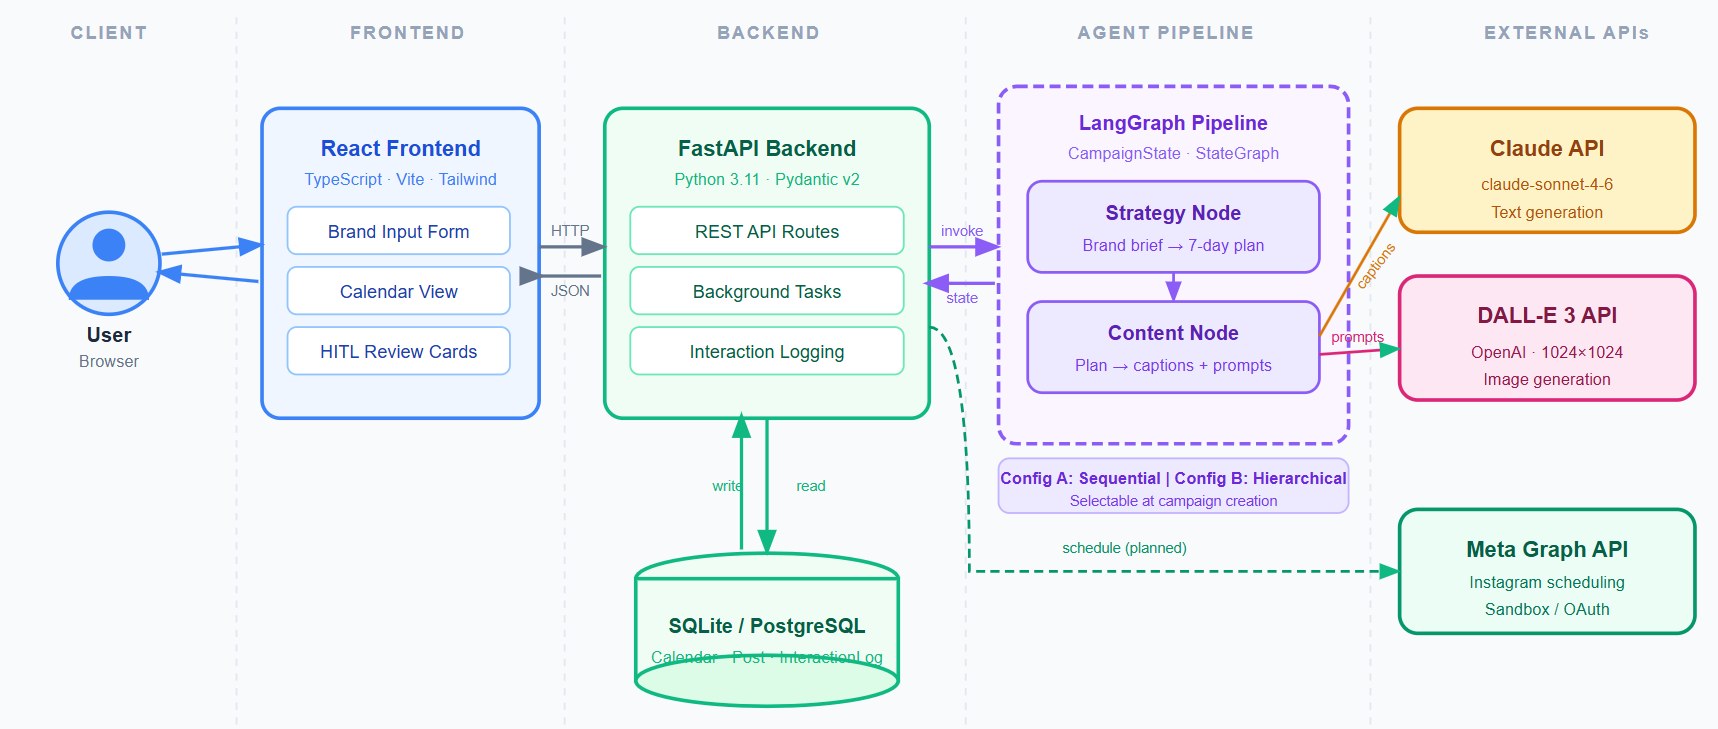 CLIENT
FRONTEND
BACKEND
AGENT PIPELINE
EXTERNAL APIs
User
Browser
React Frontend
TypeScript · Vite · Tailwind
Brand Input Form
Calendar View
HITL Review Cards
HTTP
JSON
FastAPI Backend
Python 3.11 · Pydantic v2
REST API Routes
Background Tasks
Interaction Logging
write
read
SQLite / PostgreSQL
Calendar · Post · InteractionLog
invoke
state
LangGraph Pipeline
CampaignState · StateGraph
Strategy Node
Brand brief → 7-day plan
Content Node
Plan → captions + prompts
Config A: Sequential | Config B: Hierarchical
Selectable at campaign creation
schedule (planned)
captions
prompts
Claude API
claude-sonnet-4-6
Text generation
DALL-E 3 API
OpenAI · 1024×1024
Image generation
Meta Graph API
Instagram scheduling
Sandbox / OAuth